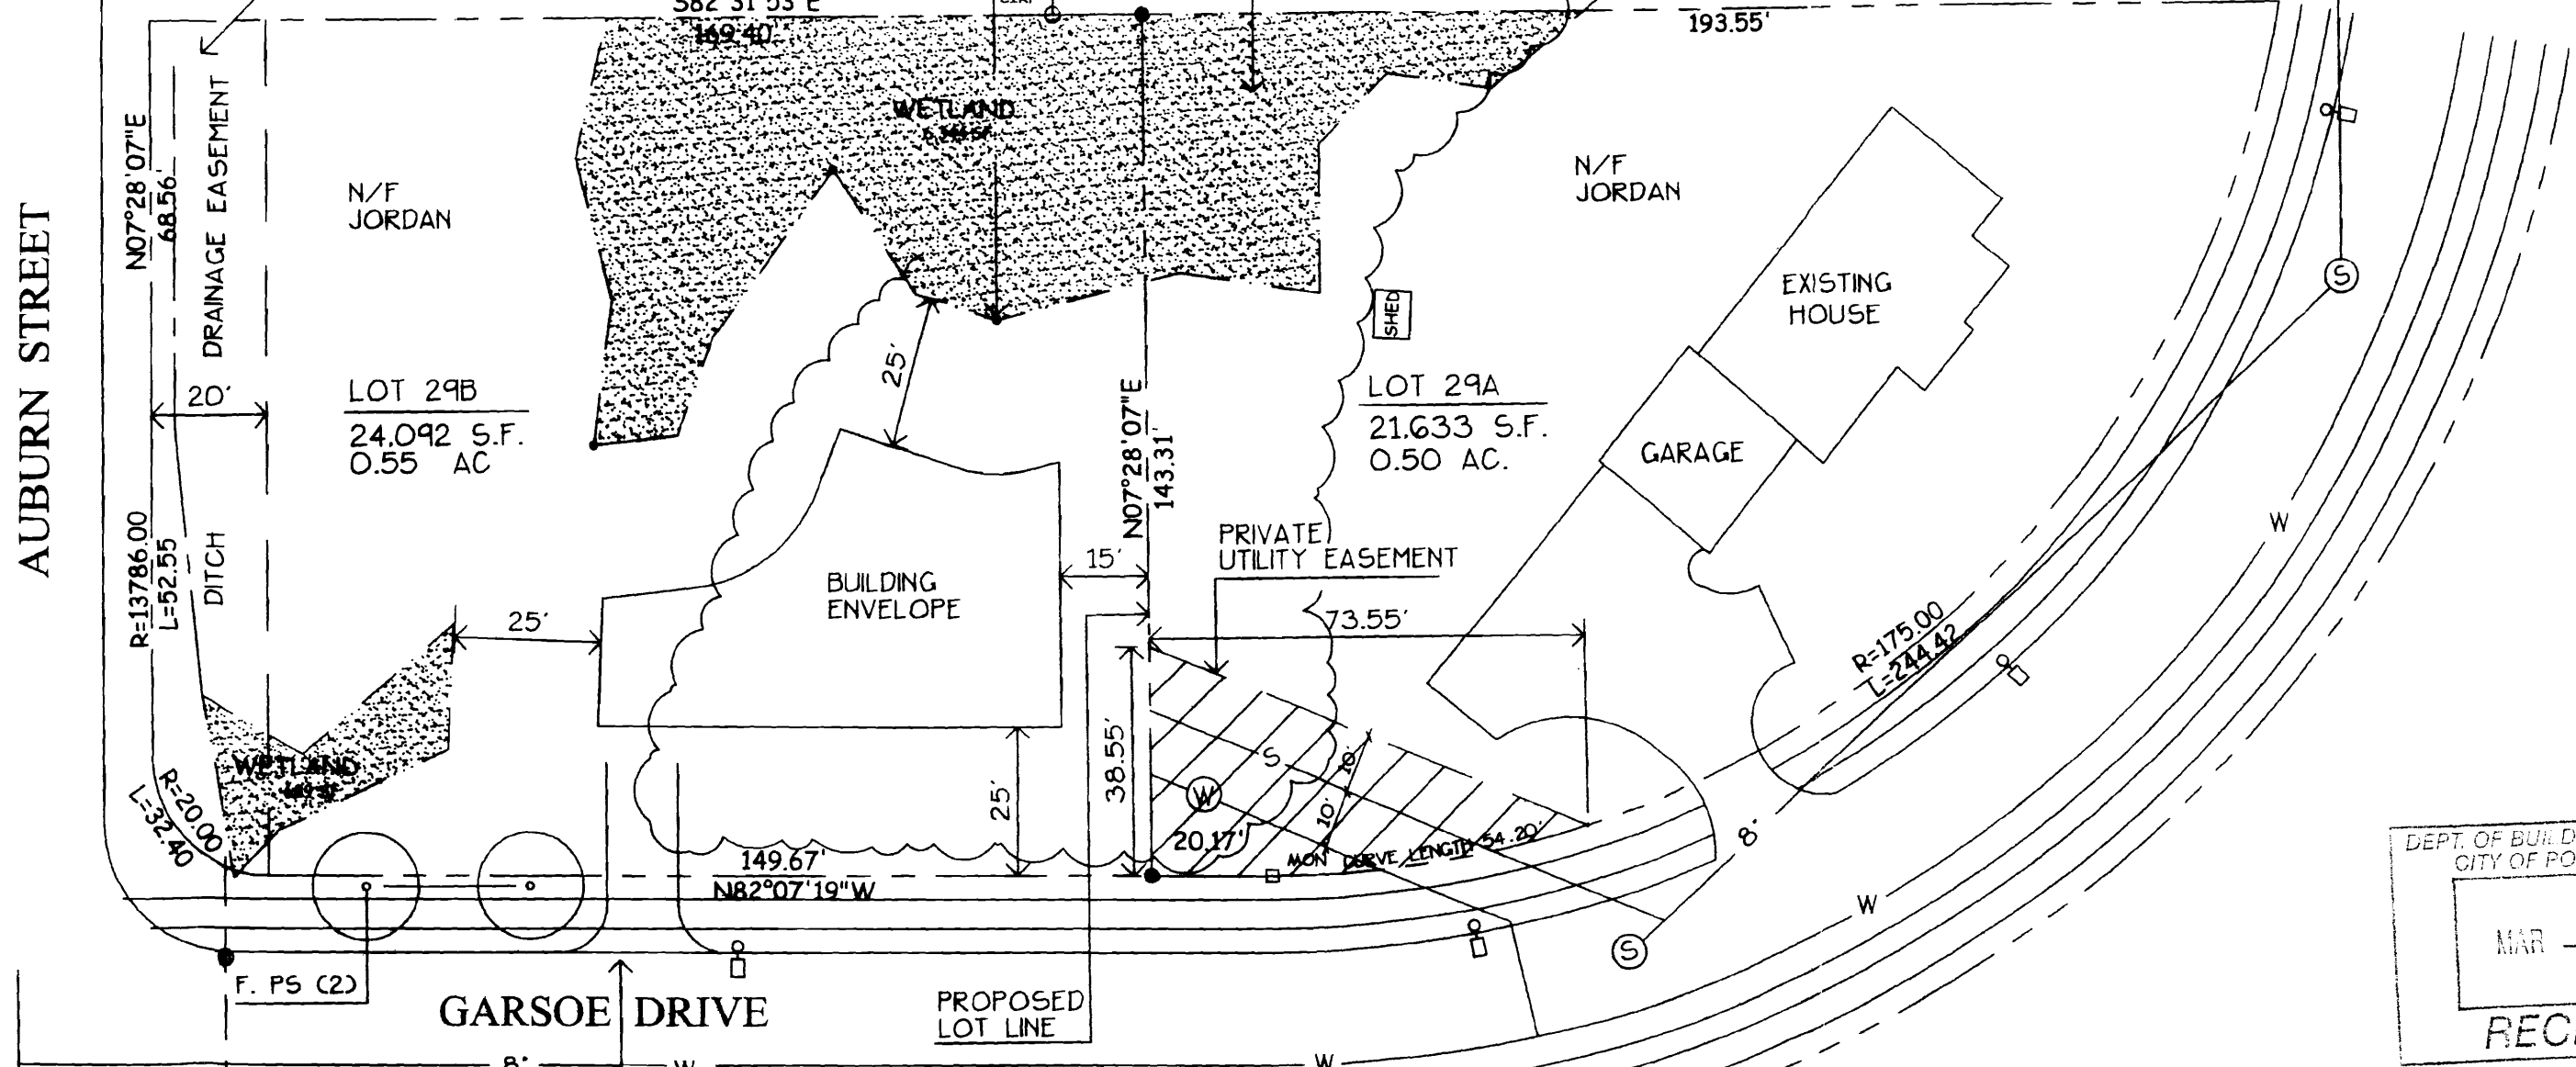 S82°31'53"E
169.40'
193.55'
AUBURN STREET
N07°28'07"E
68.56'
DRAINAGE EASEMENT
N/F
JORDAN
WETLAND
N/F
JORDAN
EXISTING
HOUSE
S
SHED
25'
20'
LOT 29B
24.092 S.F.
0.55 AC
LOT 29A
21.633 S.F.
0.50 AC.
GARAGE
N07°28'07"E
143.31'
R=13786.00
L=52.55
DITCH
PRIVATE
UTILITY EASEMENT
15'
BUILDING
ENVELOPE
25'
73.55'
W
R=175.00
L=244.42
WETLAND
R=20.00
L=32.40
25'
38.55'
S
W
10'
10'
20.17'
MON
CURVE LENGTH 54.20'
149.67'
N82°07'19"W
8"
W
F. PS (2)
GARSOE DRIVE
PROPOSED
LOT LINE
S
8"
W
W
DEPT. OF BUILD
CITY OF PO
MAR
REC